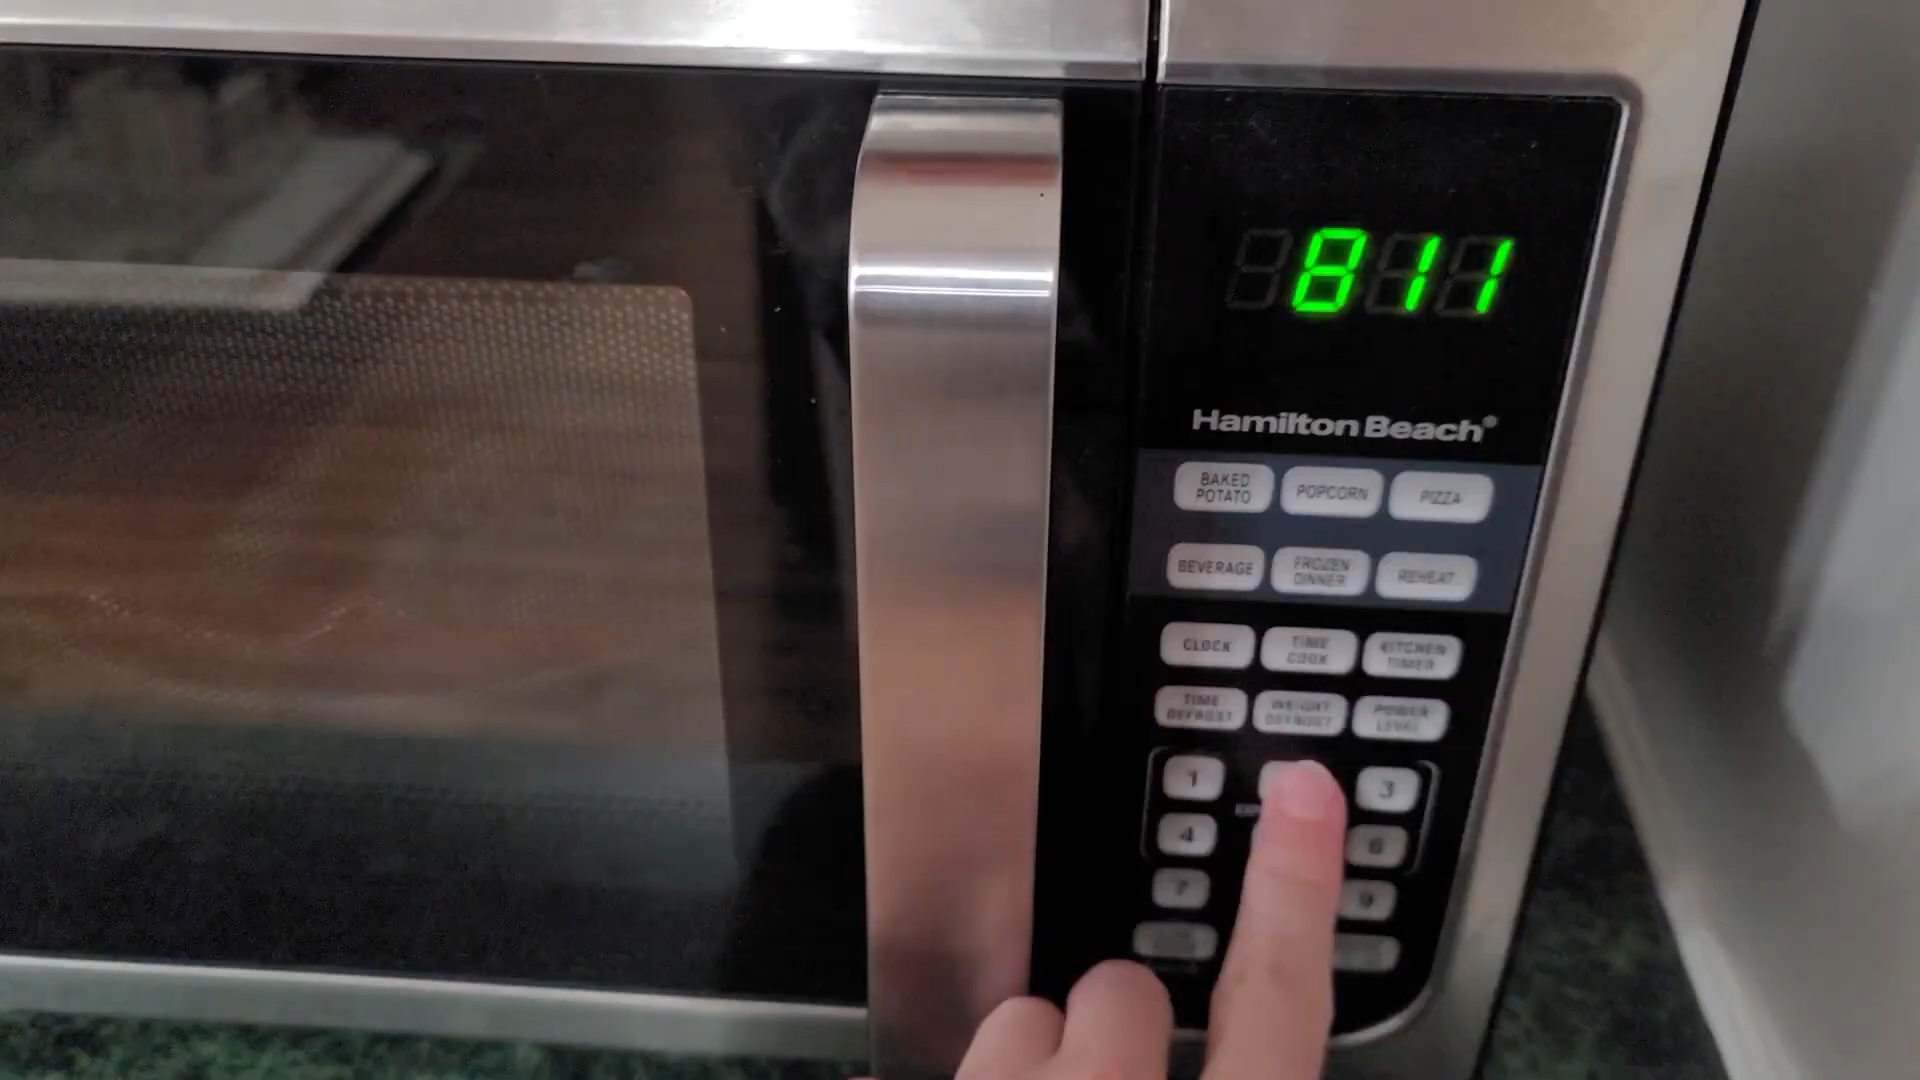 811
Hamilton Beach®
BAKED POTATO
POPCORN
PIZZA
BEVERAGE
FROZEN DINNER
REHEAT
CLOCK
TIME COOK
KITCHEN TIMER
TIME DEFROST
WEIGHT DEFROST
POWER LEVEL
1
3
4
6
7
9